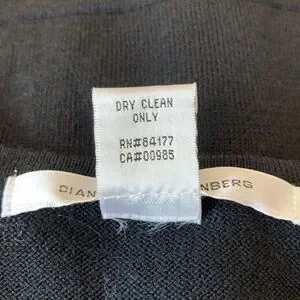 DRY CLEAN
ONLY
RN#84177
CA#00985
DIAN NBERG